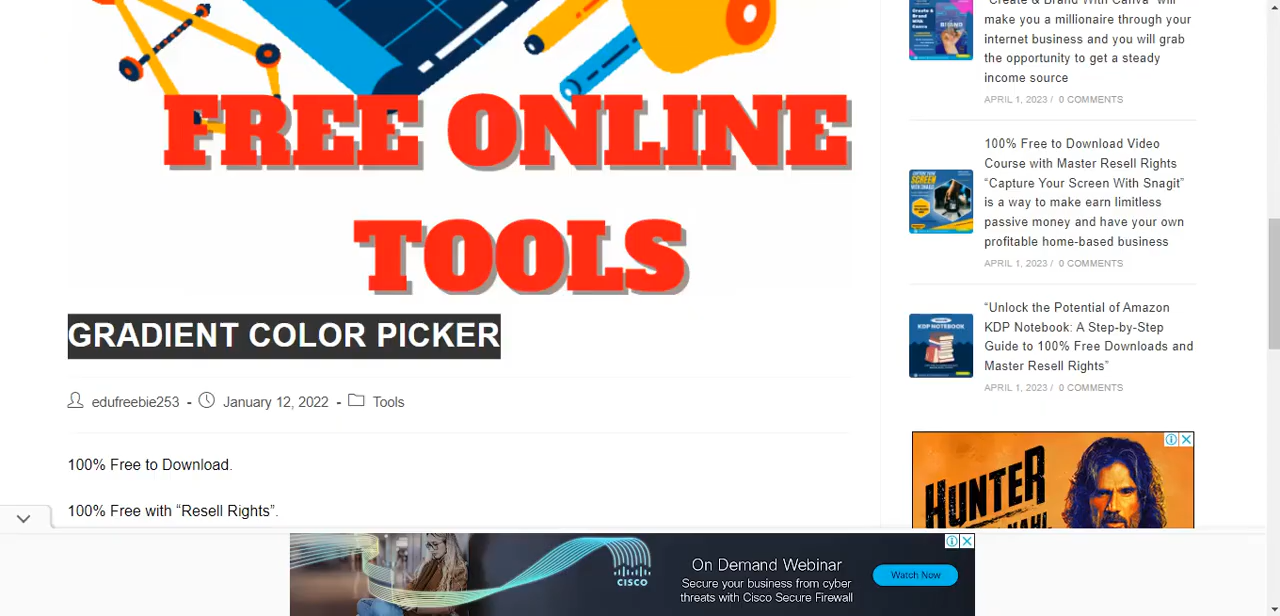 FREE ONLINE
TOOLS
GRADIENT COLOR PICKER
edufreebie253 - January 12, 2022 - Tools
100% Free to Download.
100% Free with “Resell Rights”.
“Create & Brand With Canva” will
make you a millionaire through your
internet business and you will grab
the opportunity to get a steady
income source
APRIL 1, 2023 / 0 COMMENTS
100% Free to Download Video
Course with Master Resell Rights
“Capture Your Screen With Snagit”
is a way to make earn limitless
passive money and have your own
profitable home-based business
APRIL 1, 2023 / 0 COMMENTS
“Unlock the Potential of Amazon
KDP Notebook: A Step-by-Step
Guide to 100% Free Downloads and
Master Resell Rights”
APRIL 1, 2023 / 0 COMMENTS
KDP NOTEBOOK
HUNTER
CISCO
On Demand Webinar
Secure your business from cyber
threats with Cisco Secure Firewall
Watch Now